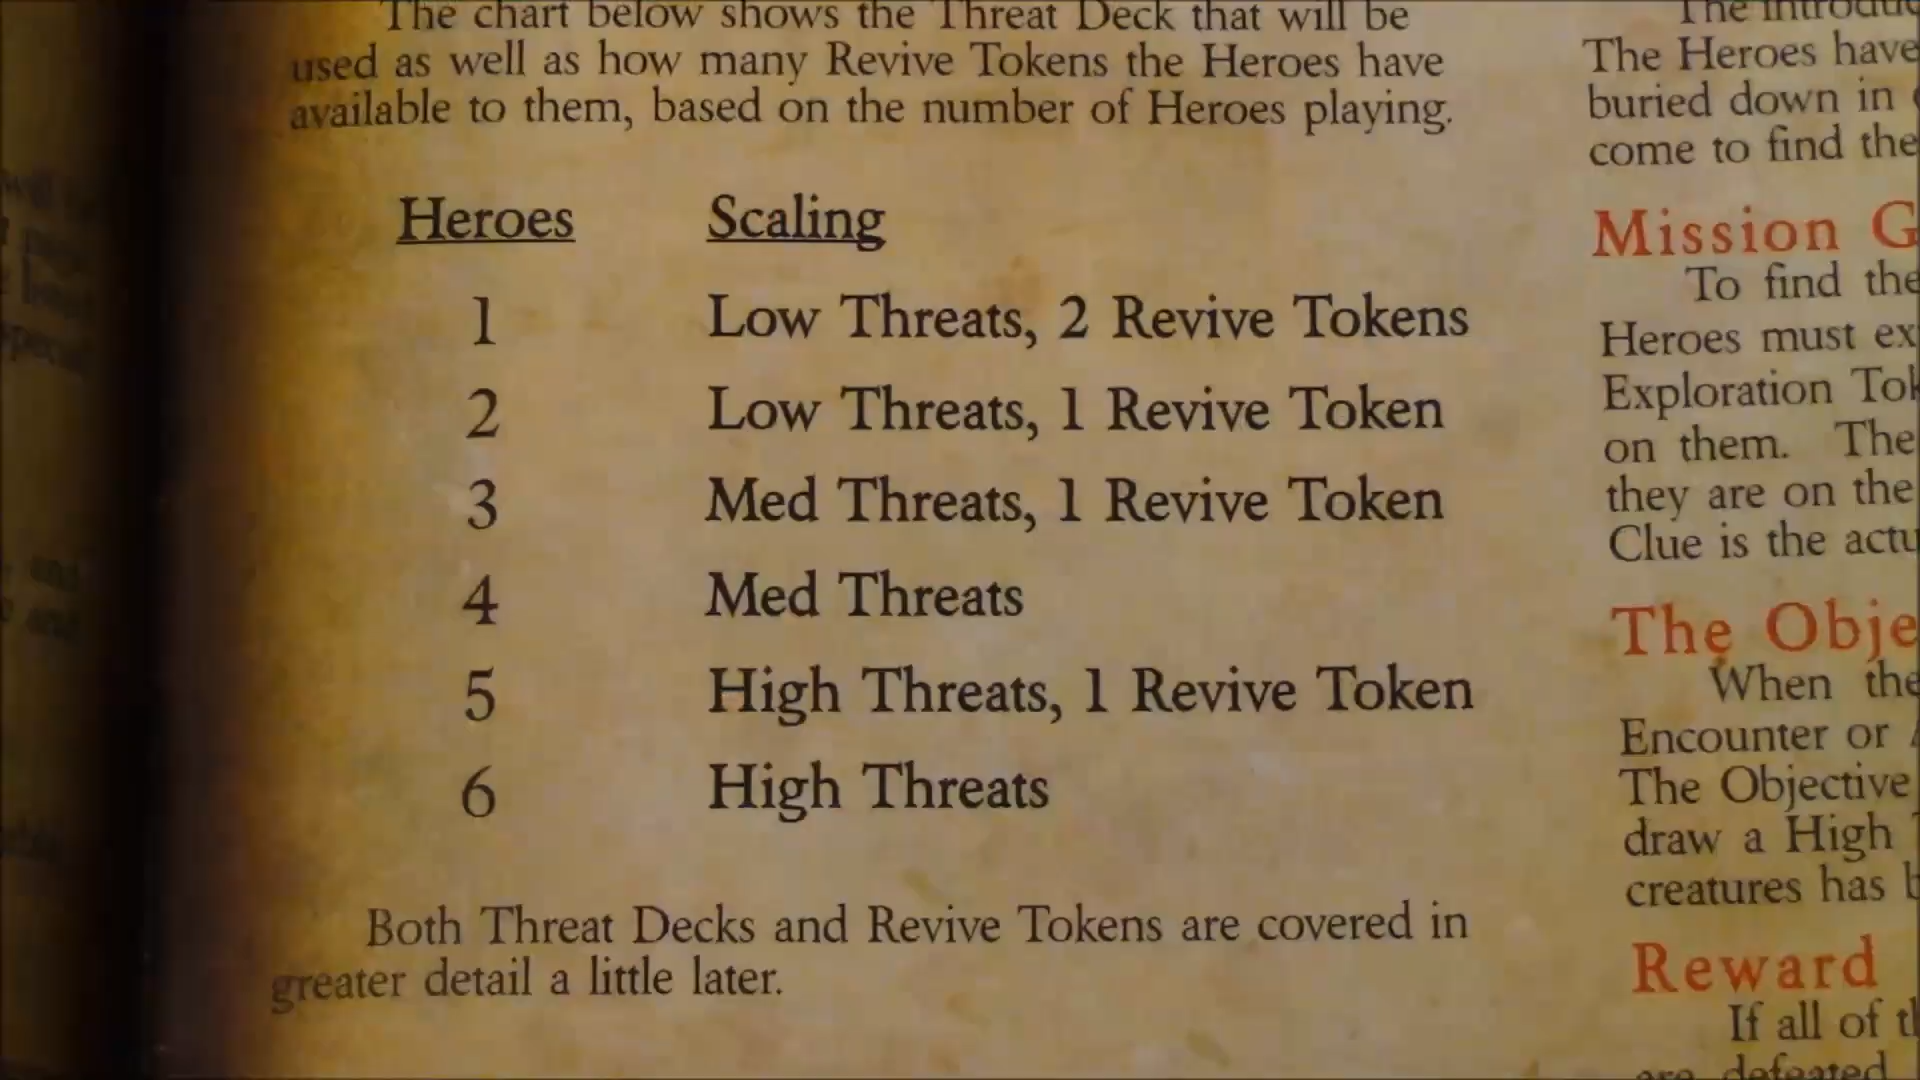 The chart below shows the Threat Deck that will be
used as well as how many Revive Tokens the Heroes have
available to them, based on the number of Heroes playing.
Heroes Scaling
1 Low Threats, 2 Revive Tokens
2 Low Threats, 1 Revive Token
3 Med Threats, 1 Revive Token
4 Med Threats
5 High Threats, 1 Revive Token
6 High Threats
Both Threat Decks and Revive Tokens are covered in
greater detail a little later.
The
The Heroes have
buried down in
come to find the
Mission G
To find the
Heroes must ex
Exploration Tok
on them. The
they are on the
Clue is the actu
The Obje
When the
Encounter or
The Objective
draw a High
creatures has b
Reward
If all of t
are defeated